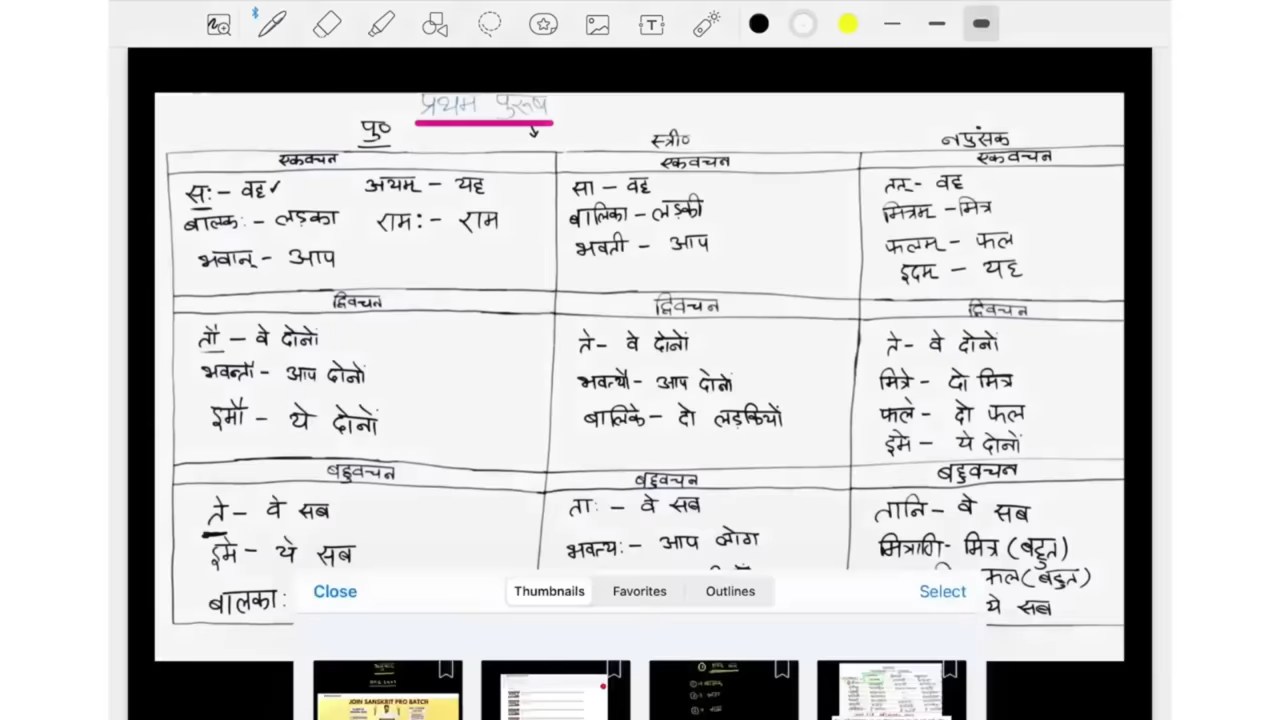 प्रथम पुरूष
पु० स्त्री० नपुंसक
एकवचन एकवचन एकवचन
सः - वह अयम् - यह सा - वह तत् - वह
बालकः - लड़का रामः - राम बालिका - लड़की मित्रम् - मित्र
भवान् - आप भवती - आप फलम् - फल
इदम् - यह
द्विवचन द्विवचन द्विवचन
तौ - वे दोनों ते - वे दोनों ते - वे दोनों
भवन्तौ - आप दोनों भवत्यौ - आप दोनों मित्रे - दो मित्र
इमौ - ये दोनों बालिके - दो लड़कियों फले - दो फल
इमे - ये दोनों
बहुवचन बहुवचन बहुवचन
ते - वे सब ताः - वे सब तानि - वे सब
इमे - ये सब भवत्यः - आप लोग मित्राणि - मित्र (बहुत)
फल (बहुत)
बालकाः ये सब
Close Thumbnails Favorites Outlines Select
JOIN SANSKRIT PRO BATCH